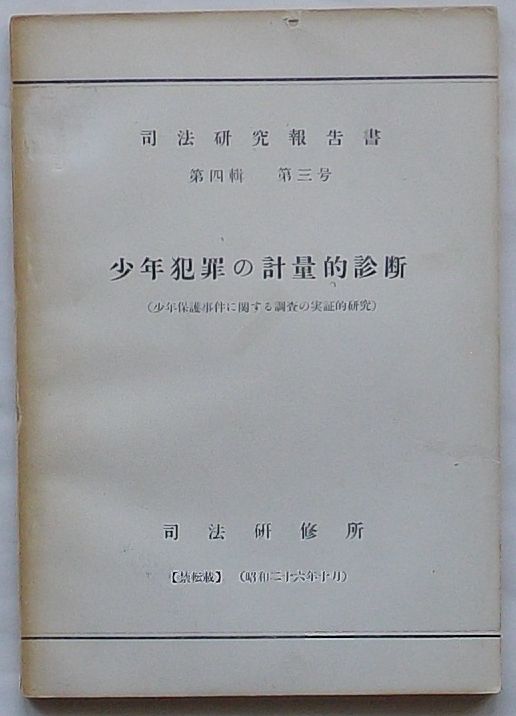 司法研究報告書
第四輯 第三号
少年犯罪の計量的診断
(少年保護事件に関する調査の実証的研究)
司法研修所
【禁転載】 (昭和二十六年十月)